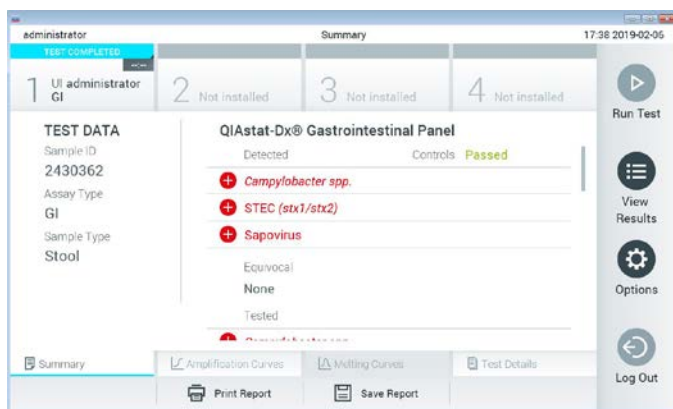 administrator Summary 17:38 2019-02-06
TEST COMPLETED
1 UI administrator GI
2 Not installed
3 Not installed
4 Not installed
Run Test
View Results
Options
Log Out
TEST DATA
Sample ID
2430362
Assay Type
GI
Sample Type
Stool
QIAstat-Dx® Gastrointestinal Panel
Detected Controls Passed
Campylobacter spp.
STEC (stx1/stx2)
Sapovirus
Equivocal
None
Tested
Summary Amplification Curves Melting Curves Test Details
Print Report Save Report